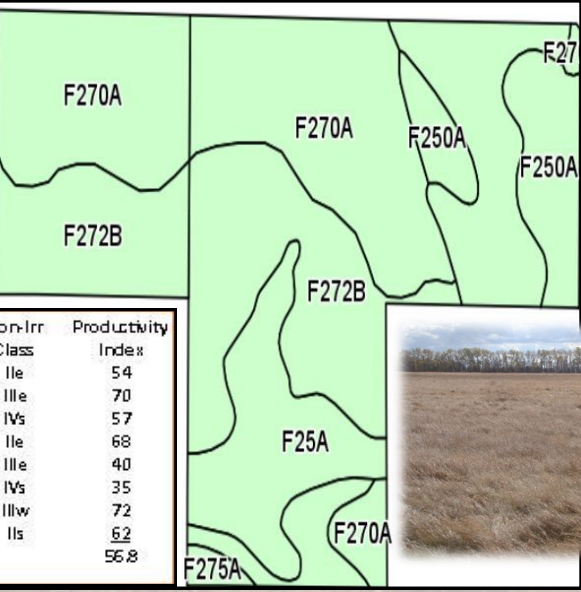 F27
F270A
F270A
F250A
F250A
F272B
F272B
F25A
F270A
F275A
on-Irr Productivity
Class Index
IIe 54
IIIe 70
IVs 57
IIe 68
IIIe 40
IVs 35
IIIw 72
IIs 62
56.8